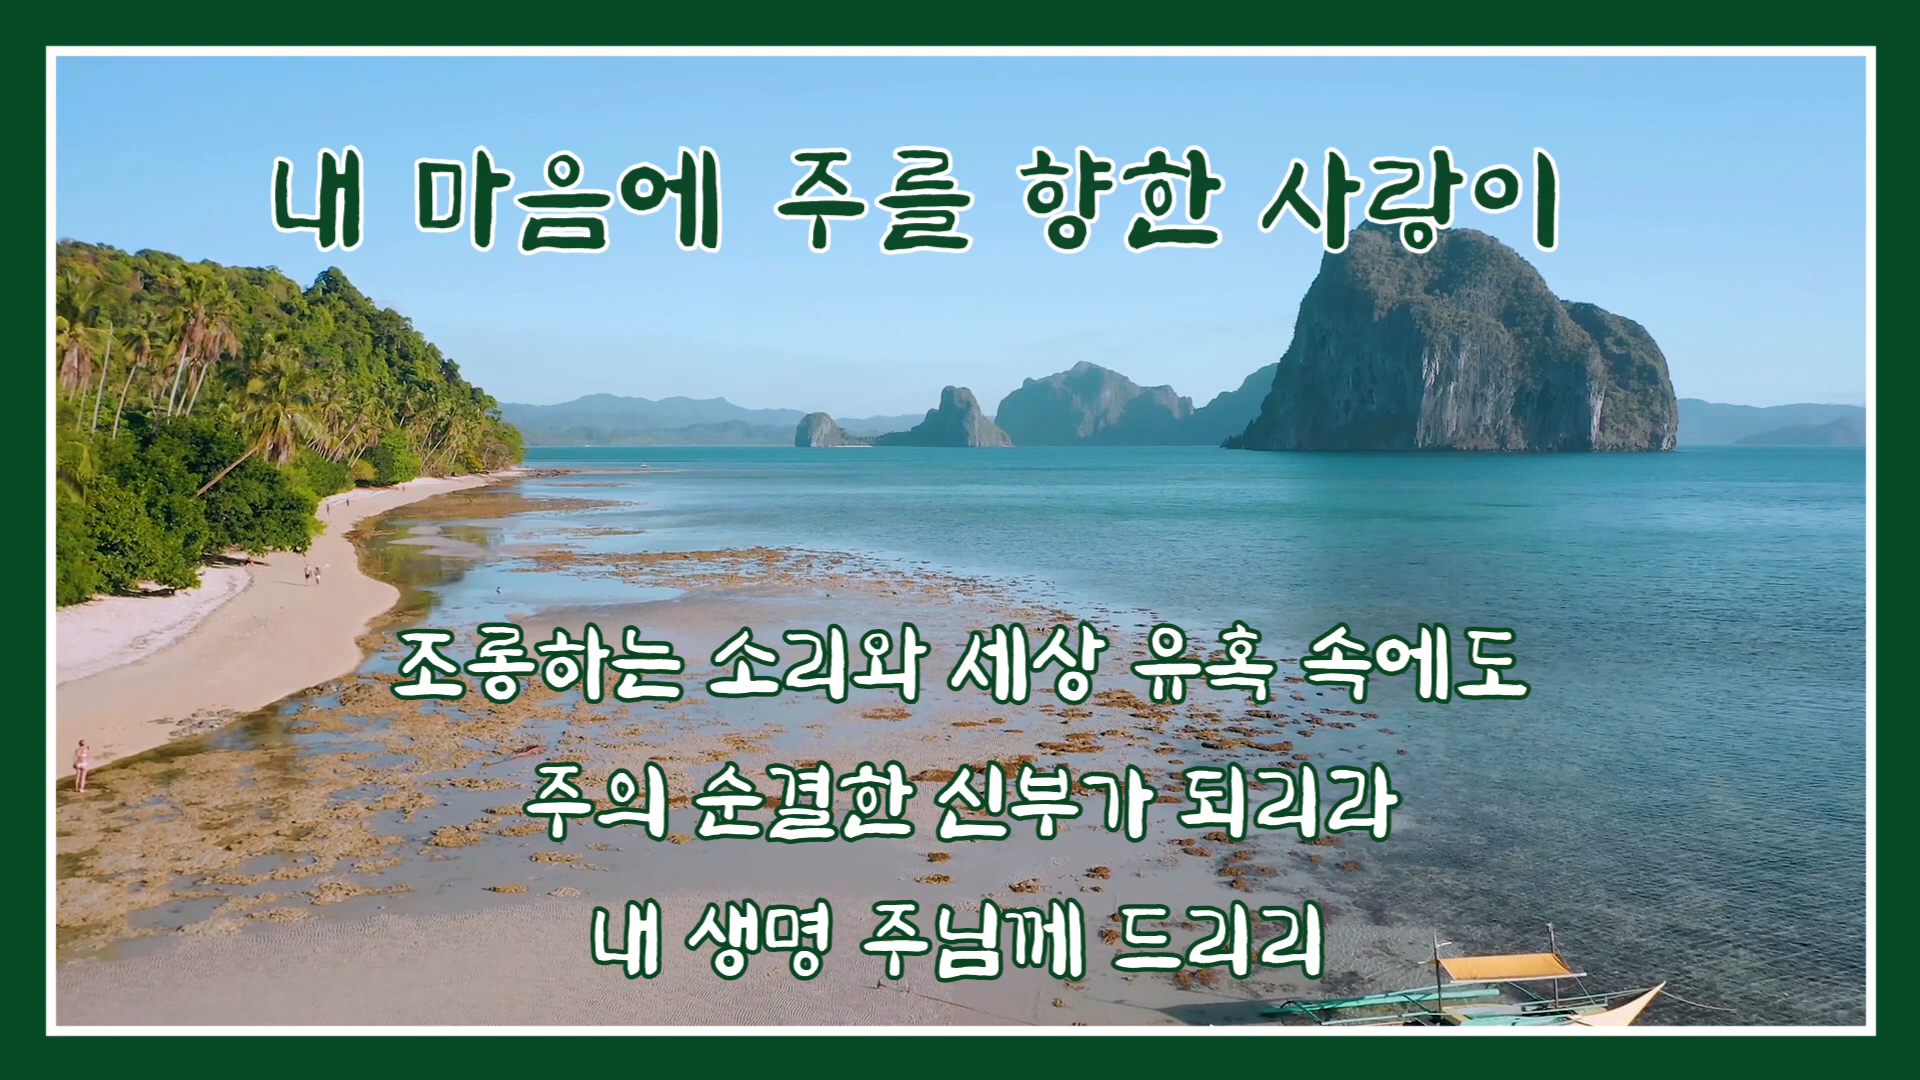 내 마음에 주를 향한 사랑이
조롱하는 소리와 세상 유혹 속에도
주의 순결한 신부가 되리라
내 생명 주님께 드리리